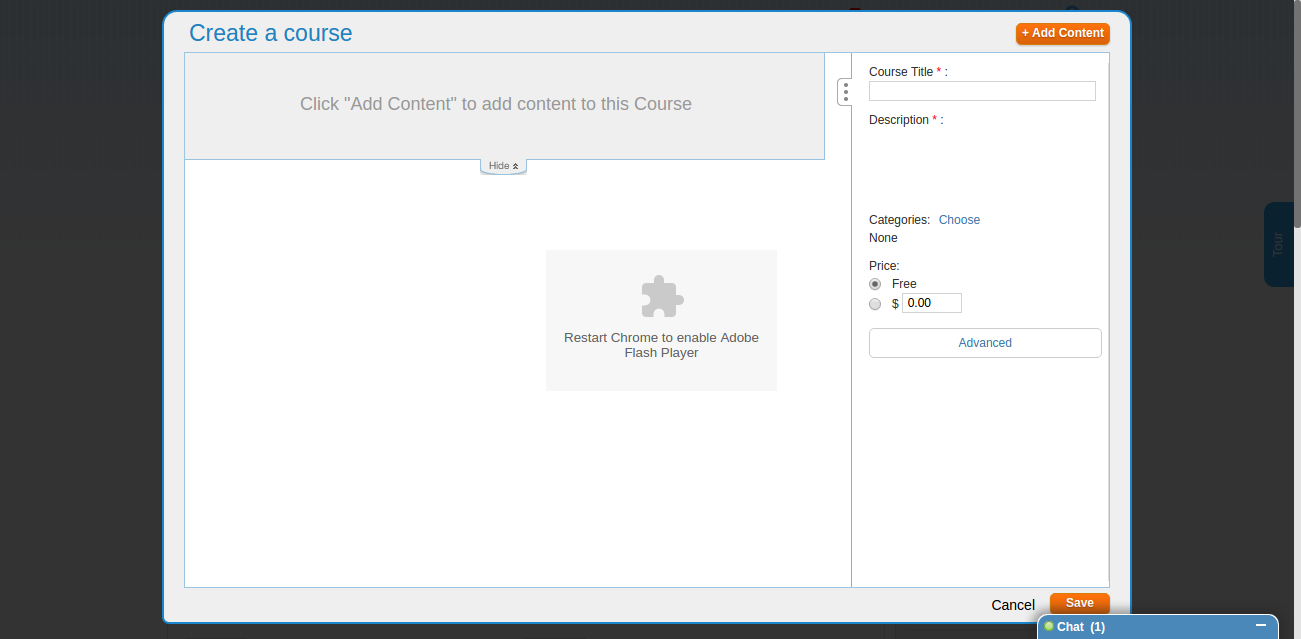 Create a course
+ Add Content
Click "Add Content" to add content to this Course
Hide
Course Title * :
Description * :
Categories: Choose
None
Price:
Free
$ 0.00
Advanced
Restart Chrome to enable Adobe
Flash Player
Tour
Cancel
Save
Chat (1)